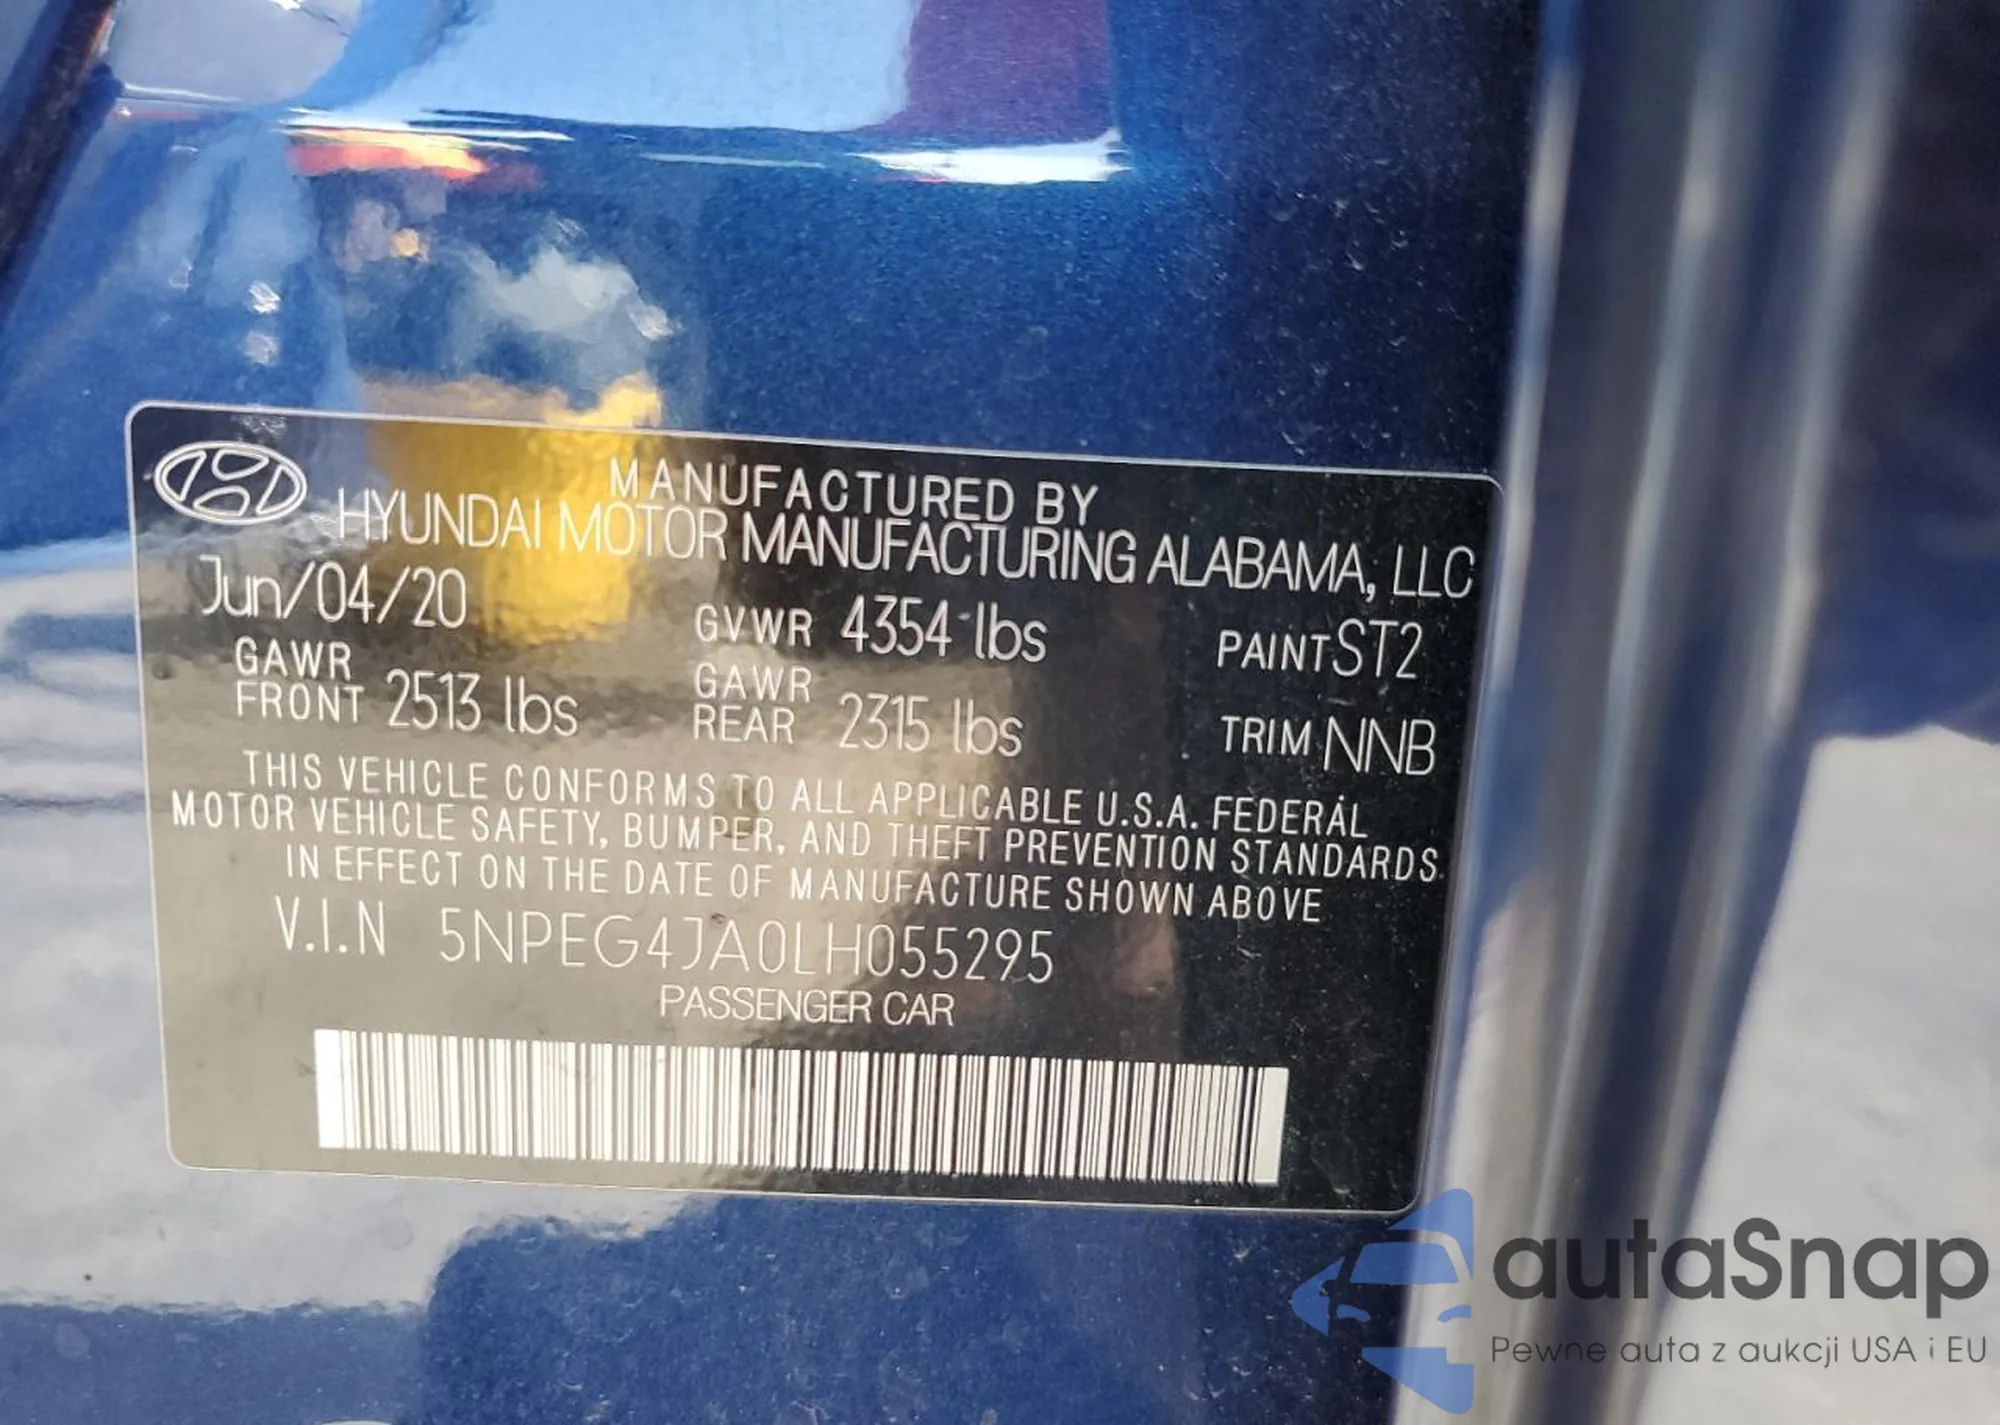 MANUFACTURED BY
HYUNDAI MOTOR MANUFACTURING ALABAMA, LLC
Jun/04/20 GVWR 4354 lbs PAINT ST2
GAWR FRONT 2513 lbs GAWR REAR 2315 lbs TRIM NNB
THIS VEHICLE CONFORMS TO ALL APPLICABLE U.S.A. FEDERAL
MOTOR VEHICLE SAFETY, BUMPER, AND THEFT PREVENTION STANDARDS
IN EFFECT ON THE DATE OF MANUFACTURE SHOWN ABOVE
V.I.N 5NPEG4JA0LH055295
PASSENGER CAR
autaSnap
Pewne auta z aukcji USA i EU